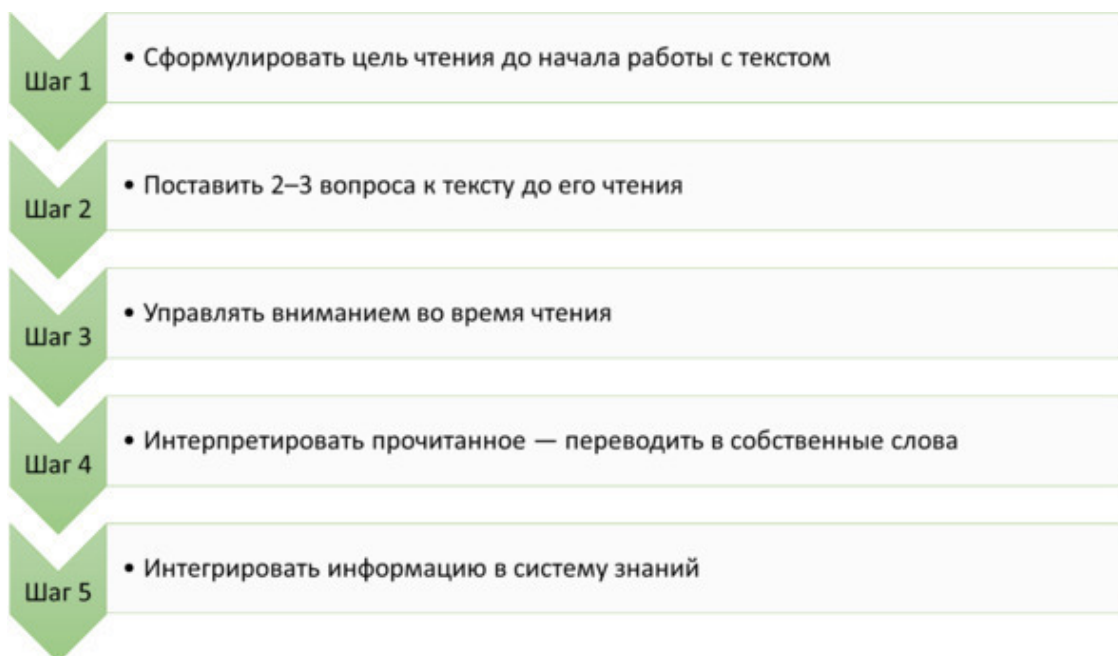 Шаг 1
• Сформулировать цель чтения до начала работы с текстом
Шаг 2
• Поставить 2–3 вопроса к тексту до его чтения
Шаг 3
• Управлять вниманием во время чтения
Шаг 4
• Интерпретировать прочитанное — переводить в собственные слова
Шаг 5
• Интегрировать информацию в систему знаний